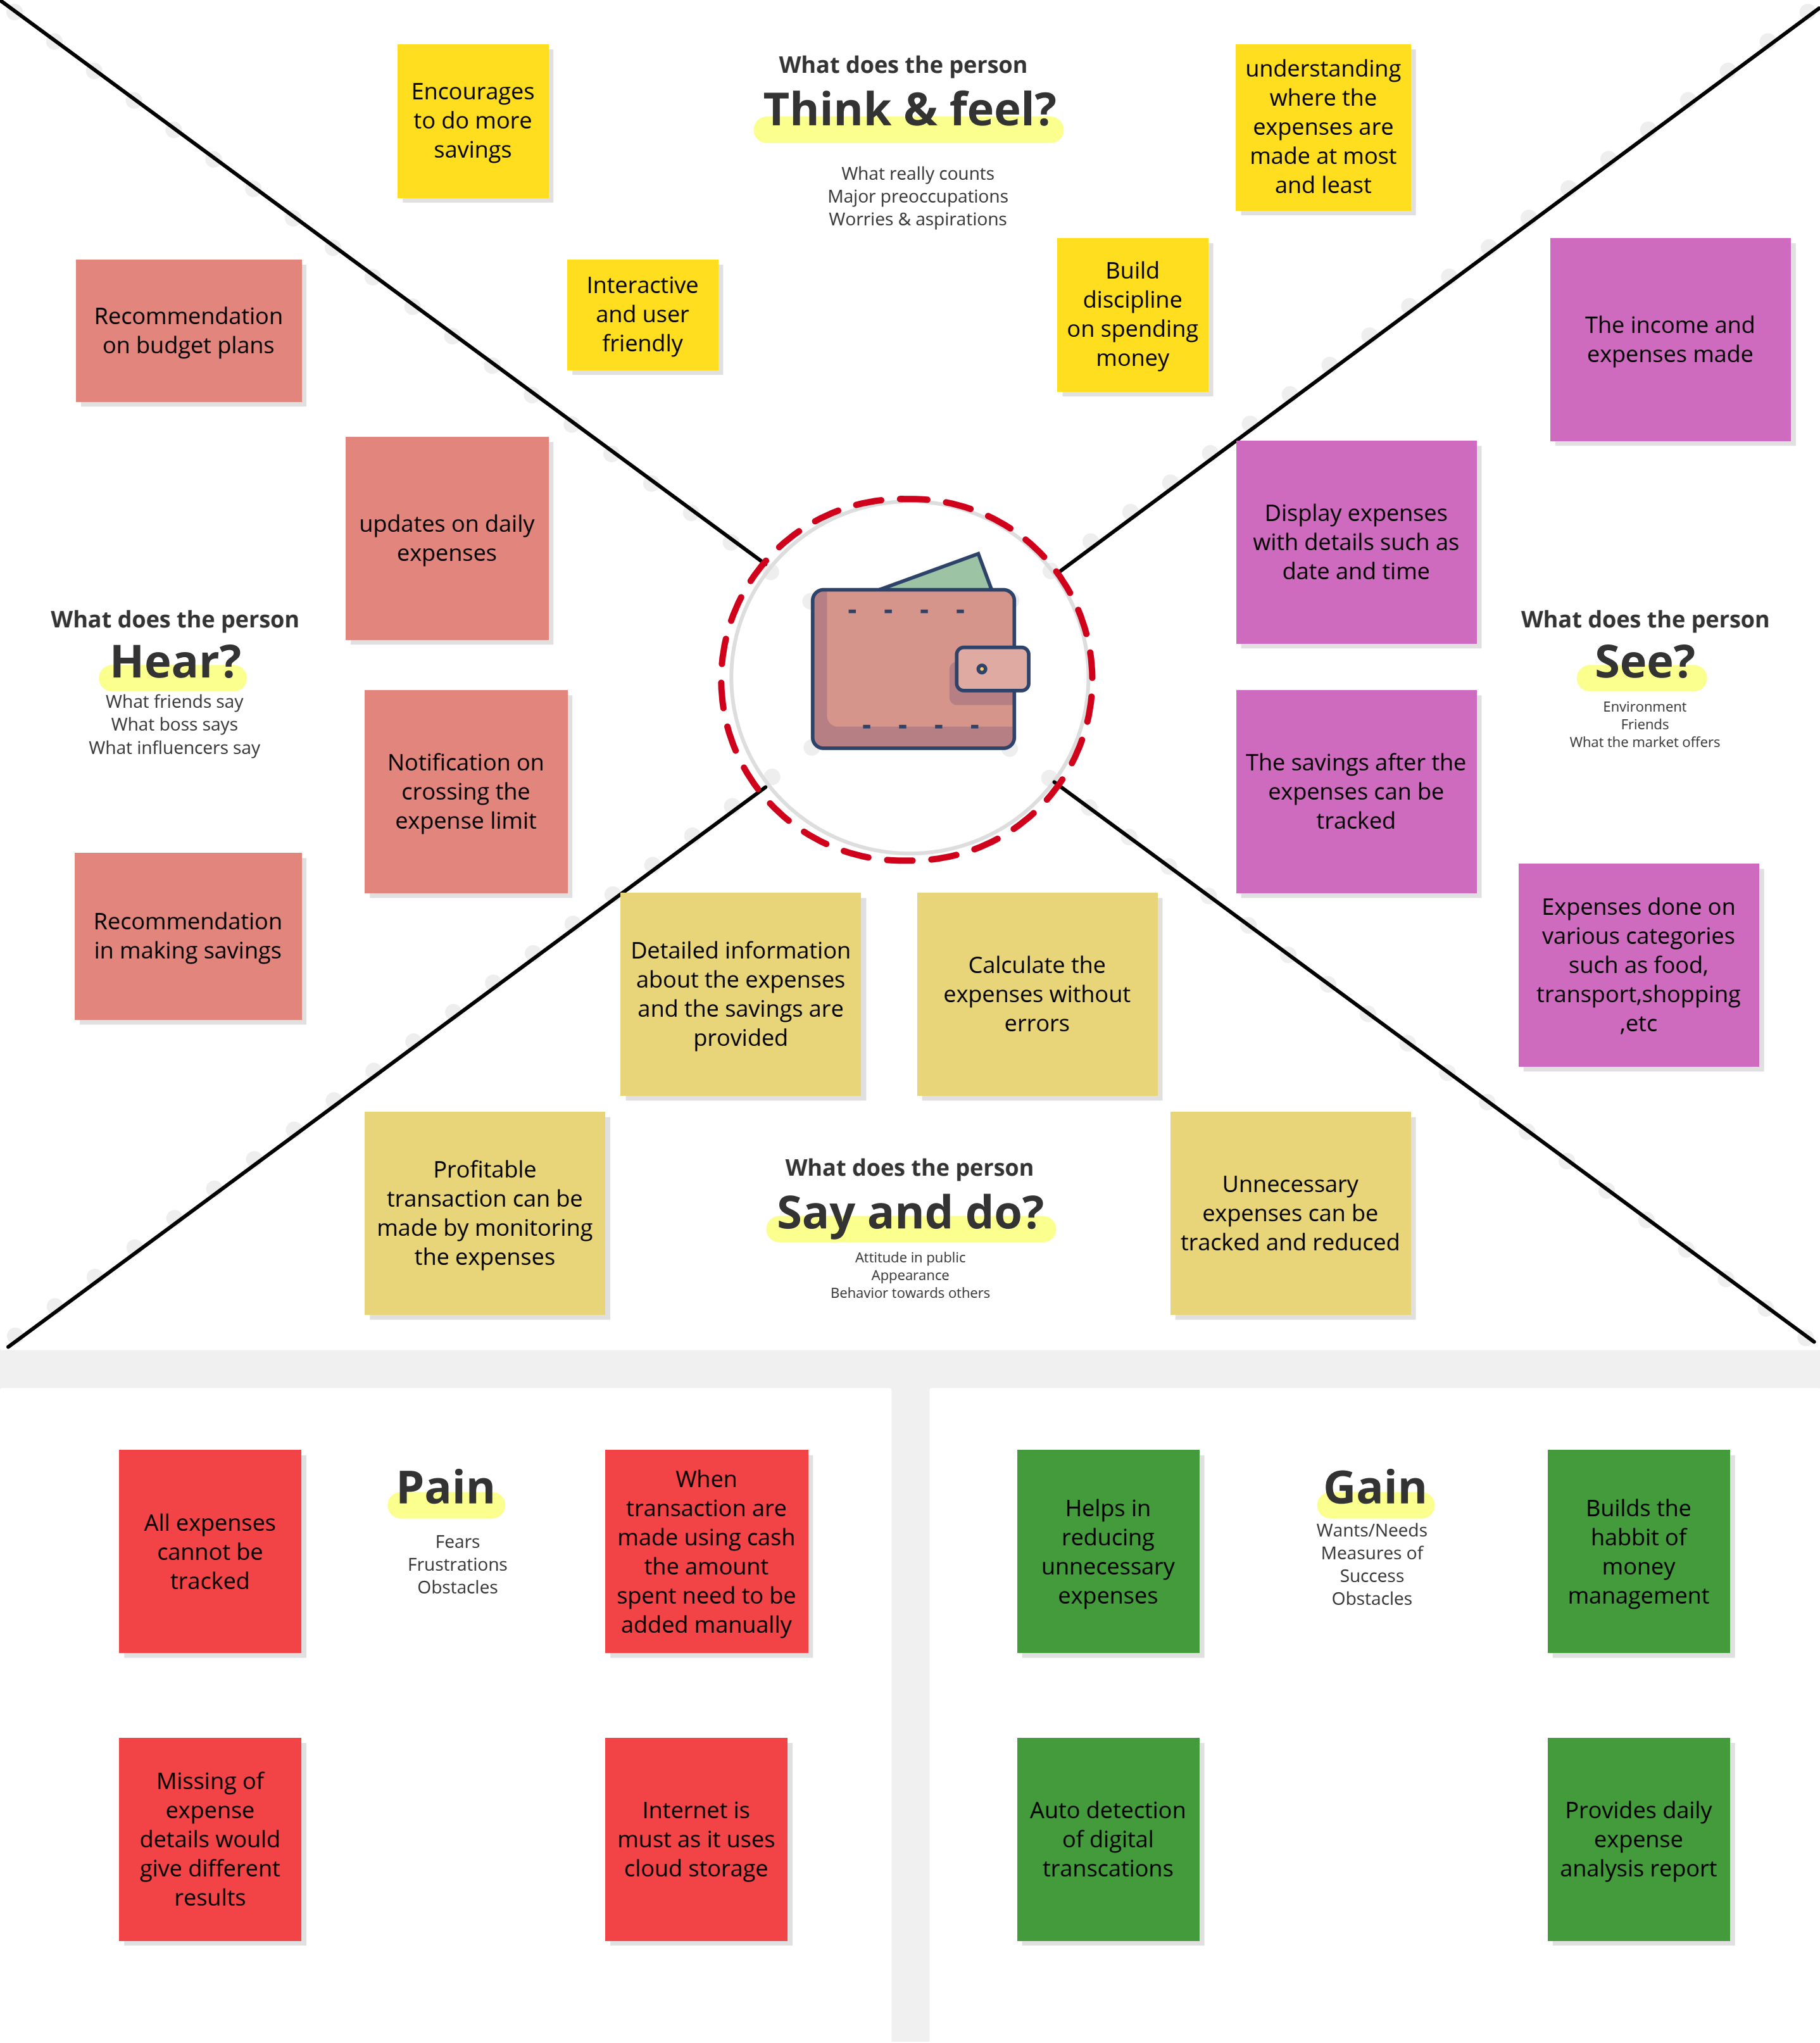 What does the person
Think & feel?
What really counts
Major preoccupations
Worries & aspirations
Encourages
to do more
savings
Interactive
and user
friendly
Build
discipline
on spending
money
understanding
where the
expenses are
made at most
and least
Recommendation
on budget plans
updates on daily
expenses
What does the person
Hear?
What friends say
What boss says
What influencers say
Notification on
crossing the
expense limit
Recommendation
in making savings
The income and
expenses made
Display expenses
with details such as
date and time
What does the person
See?
Environment
Friends
What the market offers
The savings after the
expenses can be
tracked
Expenses done on
various categories
such as food,
transport,shopping
,etc
Detailed information
about the expenses
and the savings are
provided
Calculate the
expenses without
errors
Profitable
transaction can be
made by monitoring
the expenses
What does the person
Say and do?
Attitude in public
Appearance
Behavior towards others
Unnecessary
expenses can be
tracked and reduced
All expenses
cannot be
tracked
Pain
Fears
Frustrations
Obstacles
When
transaction are
made using cash
the amount
spent need to be
added manually
Missing of
expense
details would
give different
results
Internet is
must as it uses
cloud storage
Helps in
reducing
unnecessary
expenses
Gain
Wants/Needs
Measures of
Success
Obstacles
Builds the
habbit of
money
management
Auto detection
of digital
transcations
Provides daily
expense
analysis report